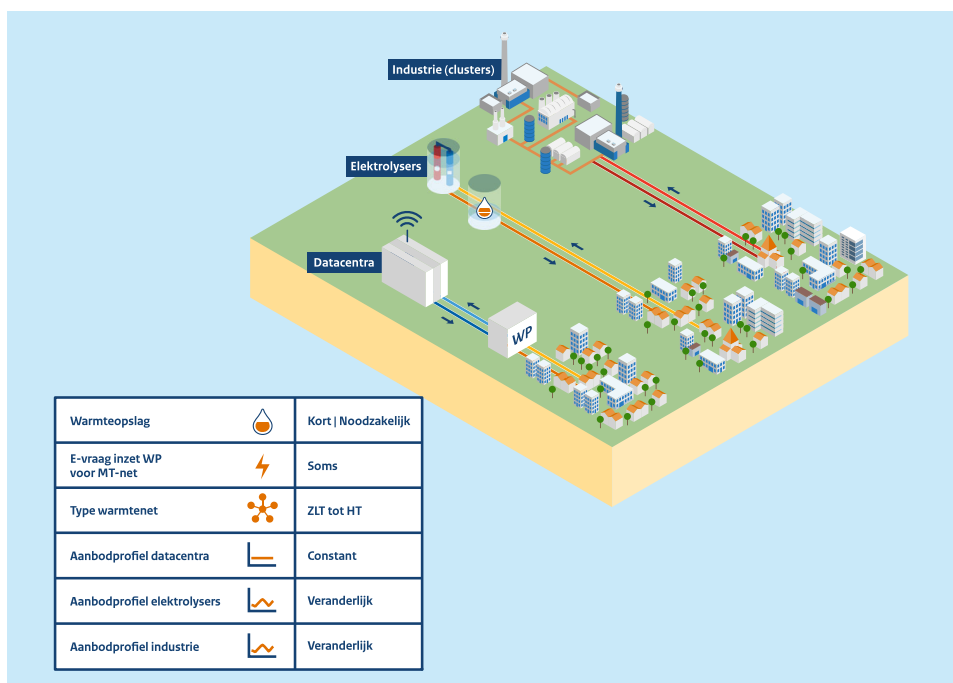 Industrie (clusters)
Elektrolysers
Datacentra
WP
Warmteopslag
Kort | Noodzakelijk
E-vraag inzet WP
voor MT-net
Soms
Type warmtenet
ZLT tot HT
Aanbodprofiel datacentra
Constant
Aanbodprofiel elektrolysers
Veranderlijk
Aanbodprofiel industrie
Veranderlijk